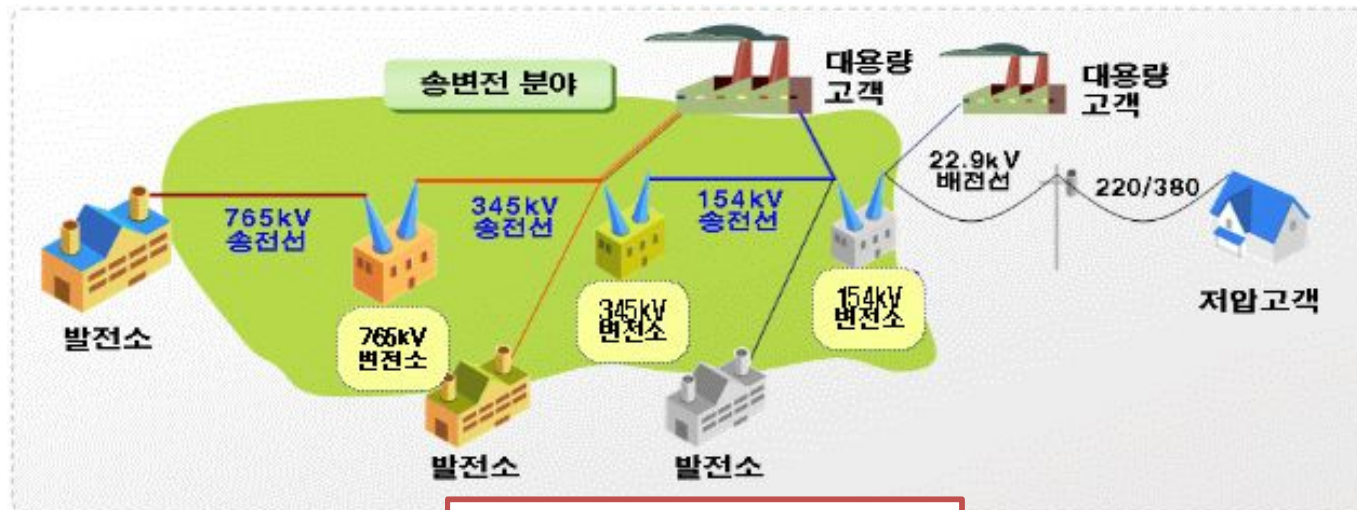 송변전 분야
대용량
고객
대용량
고객
765kV
송전선
345kV
송전선
154kV
송전선
22.9kV
배전선
220/380
발전소
765kV
변전소
345kV
변전소
154kV
변전소
저압고객
발전소
발전소